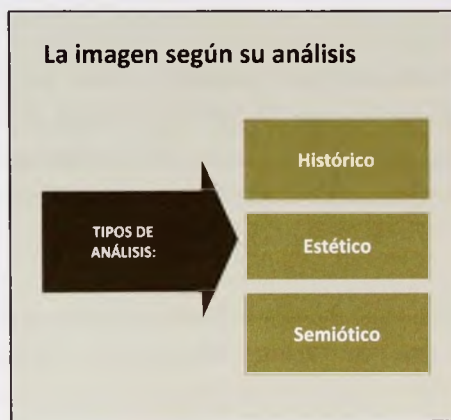 La imagen según su análisis
TIPOS DE
ANÁLISIS:
Histórico
Estético
Semiótico